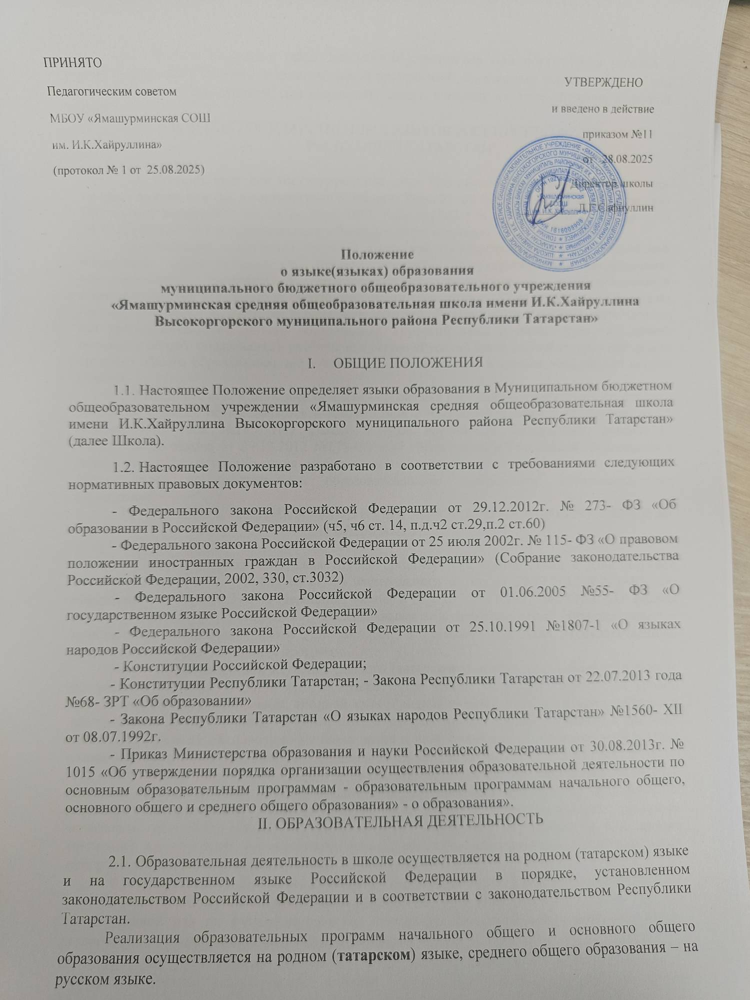 ПРИНЯТО
Педагогическим советом
МБОУ «Ямашурминская СОШ
им. И.К.Хайруллина»
(протокол № 1 от 25.08.2025)
УТВЕРЖДЕНО
и введено в действие
приказом №11
от 28.08.2025
Директор школы
Положение
о языке(языках) образования
муниципального бюджетного общеобразовательного учреждения
«Ямашурминская средняя общеобразовательная школа имени И.К.Хайруллина
Высокоргорского муниципального района Республики Татарстан»
I. ОБЩИЕ ПОЛОЖЕНИЯ
1.1. Настоящее Положение определяет языки образования в Муниципальном бюджетном
общеобразовательном учреждении «Ямашурминская средняя общеобразовательная школа
имени И.К.Хайруллина Высокоргорского муниципального района Республики Татарстан»
(далее Школа).
1.2. Настоящее Положение разработано в соответствии с требованиями следующих
нормативных правовых документов:
- Федерального закона Российской Федерации от 29.12.2012г. № 273- ФЗ «Об
образовании в Российской Федерации» (ч5, ч6 ст. 14, п.д.ч2 ст.29,п.2 ст.60)
- Федерального закона Российской Федерации от 25 июля 2002г. № 115- ФЗ «О правовом
положении иностранных граждан в Российской Федерации» (Собрание законодательства
Российской Федерации, 2002, 330, ст.3032)
- Федерального закона Российской Федерации от 01.06.2005 №55- ФЗ «О
государственном языке Российской Федерации»
- Федерального закона Российской Федерации от 25.10.1991 №1807-1 «О языках
народов Российской Федерации»
- Конституции Российской Федерации;
- Конституции Республики Татарстан; - Закона Республики Татарстан от 22.07.2013 года
№68- ЗРТ «Об образовании»
- Закона Республики Татарстан «О языках народов Республики Татарстан» №1560- XII
от 08.07.1992г.
- Приказ Министерства образования и науки Российской Федерации от 30.08.2013г. №
1015 «Об утверждении порядка организации осуществления образовательной деятельности по
основным образовательным программам - образовательным программам начального общего,
основного общего и среднего общего образования» - о образования».
II. ОБРАЗОВАТЕЛЬНАЯ ДЕЯТЕЛЬНОСТЬ
2.1. Образовательная деятельность в школе осуществляется на родном (татарском) языке
и на государственном языке Российской Федерации в порядке, установленном
законодательством Российской Федерации и в соответствии с законодательством Республики
Татарстан.
Реализация образовательных программ начального общего и основного общего
образования осуществляется на родном (татарском) языке, среднего общего образования – на
русском языке.